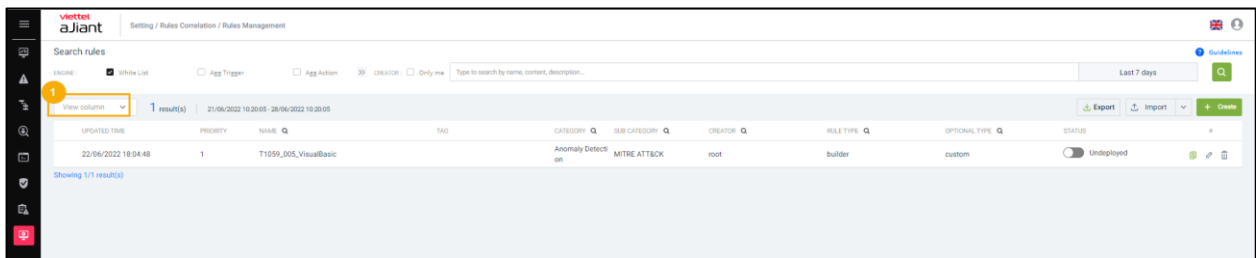 viettel
aJiant
Setting / Rules Correlation / Rules Management
Search rules
Guidelines
ENGINE: White List Agg Trigger Agg Action CREATOR: Only me Type to search by name, content, description... Last 7 days
1
View column 1 result(s) 21/06/2022 10:20:05 - 28/06/2022 10:20:05 Export Import + Create
UPDATED TIME PRIORITY NAME TAG CATEGORY SUB CATEGORY CREATOR RULE TYPE OPTIONAL TYPE STATUS #
22/06/2022 18:04:48 1 T1059_005_VisualBasic Anomaly Detecti MITRE ATT&CK root builder custom Undeployed
on
Showing 1/1 result(s)